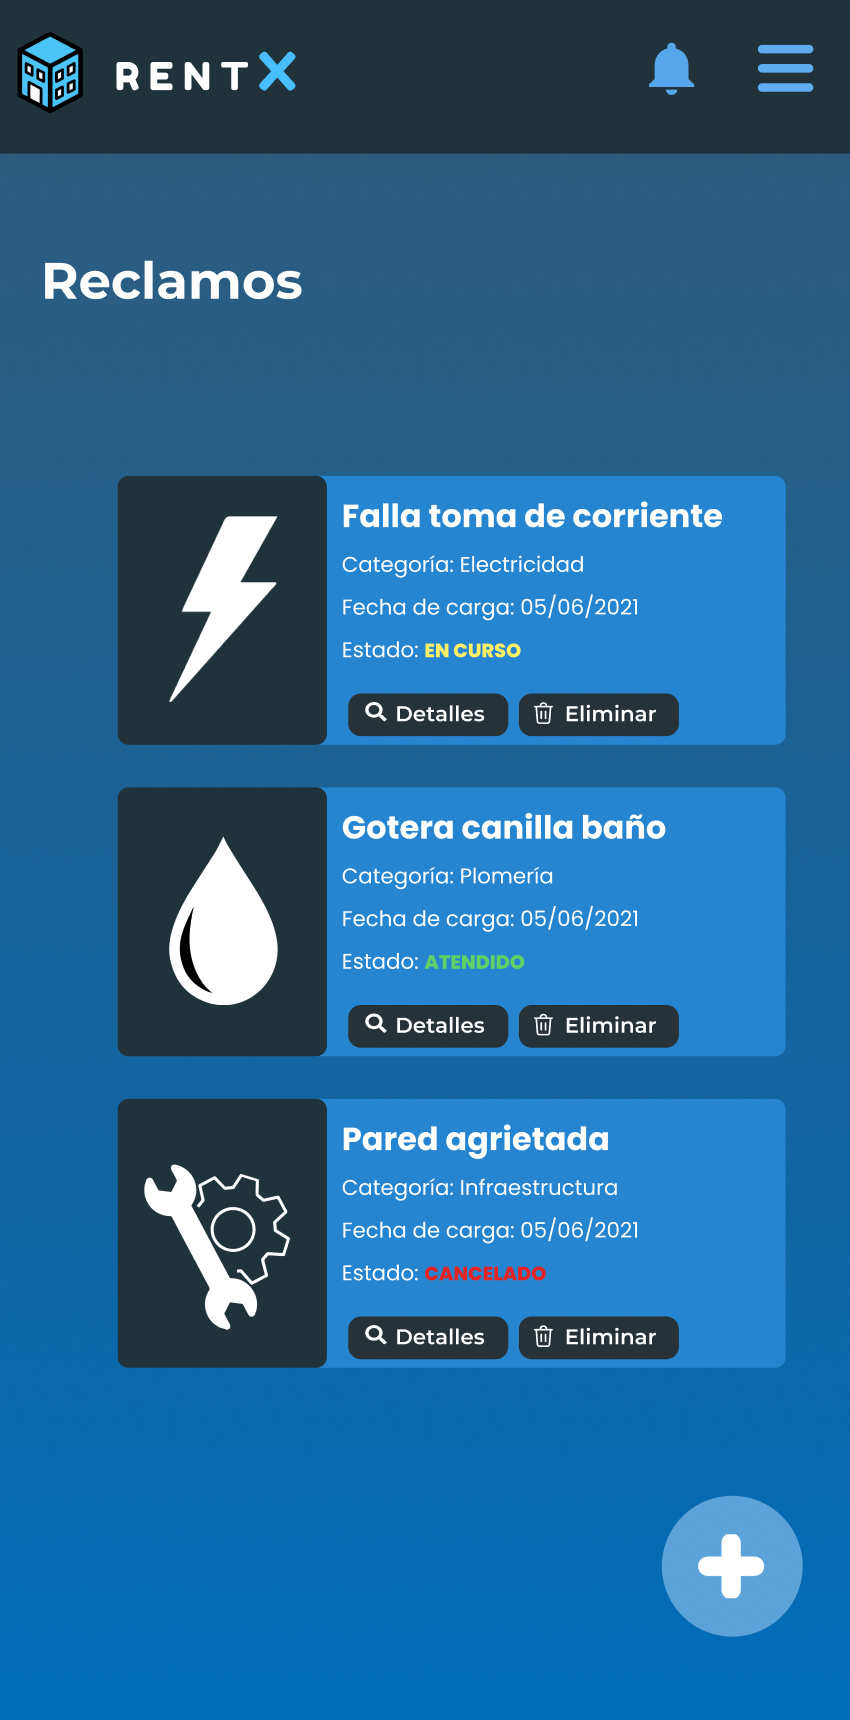 RENTX
Reclamos
Falla toma de corriente
Categoría: Electricidad
Fecha de carga: 05/06/2021
Estado: EN CURSO
Detalles Eliminar
Gotera canilla baño
Categoría: Plomería
Fecha de carga: 05/06/2021
Estado: ATENDIDO
Detalles Eliminar
Pared agrietada
Categoría: Infraestructura
Fecha de carga: 05/06/2021
Estado: CANCELADO
Detalles Eliminar